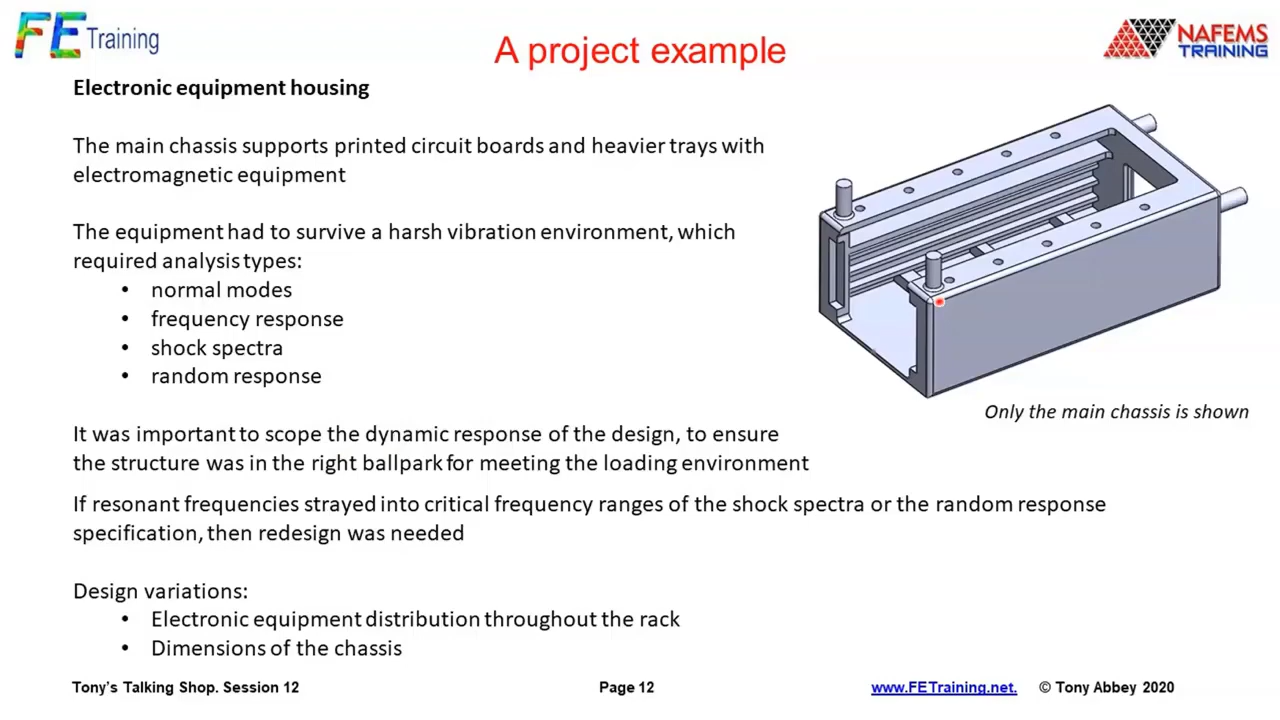 FE Training
A project example
NAFEMS
TRAINING
Electronic equipment housing
The main chassis supports printed circuit boards and heavier trays with
electromagnetic equipment
The equipment had to survive a harsh vibration environment, which
required analysis types:
• normal modes
• frequency response
• shock spectra
• random response
Only the main chassis is shown
It was important to scope the dynamic response of the design, to ensure
the structure was in the right ballpark for meeting the loading environment
If resonant frequencies strayed into critical frequency ranges of the shock spectra or the random response
specification, then redesign was needed
Design variations:
• Electronic equipment distribution throughout the rack
• Dimensions of the chassis
Tony's Talking Shop. Session 12
Page 12
www.FETraining.net. © Tony Abbey 2020